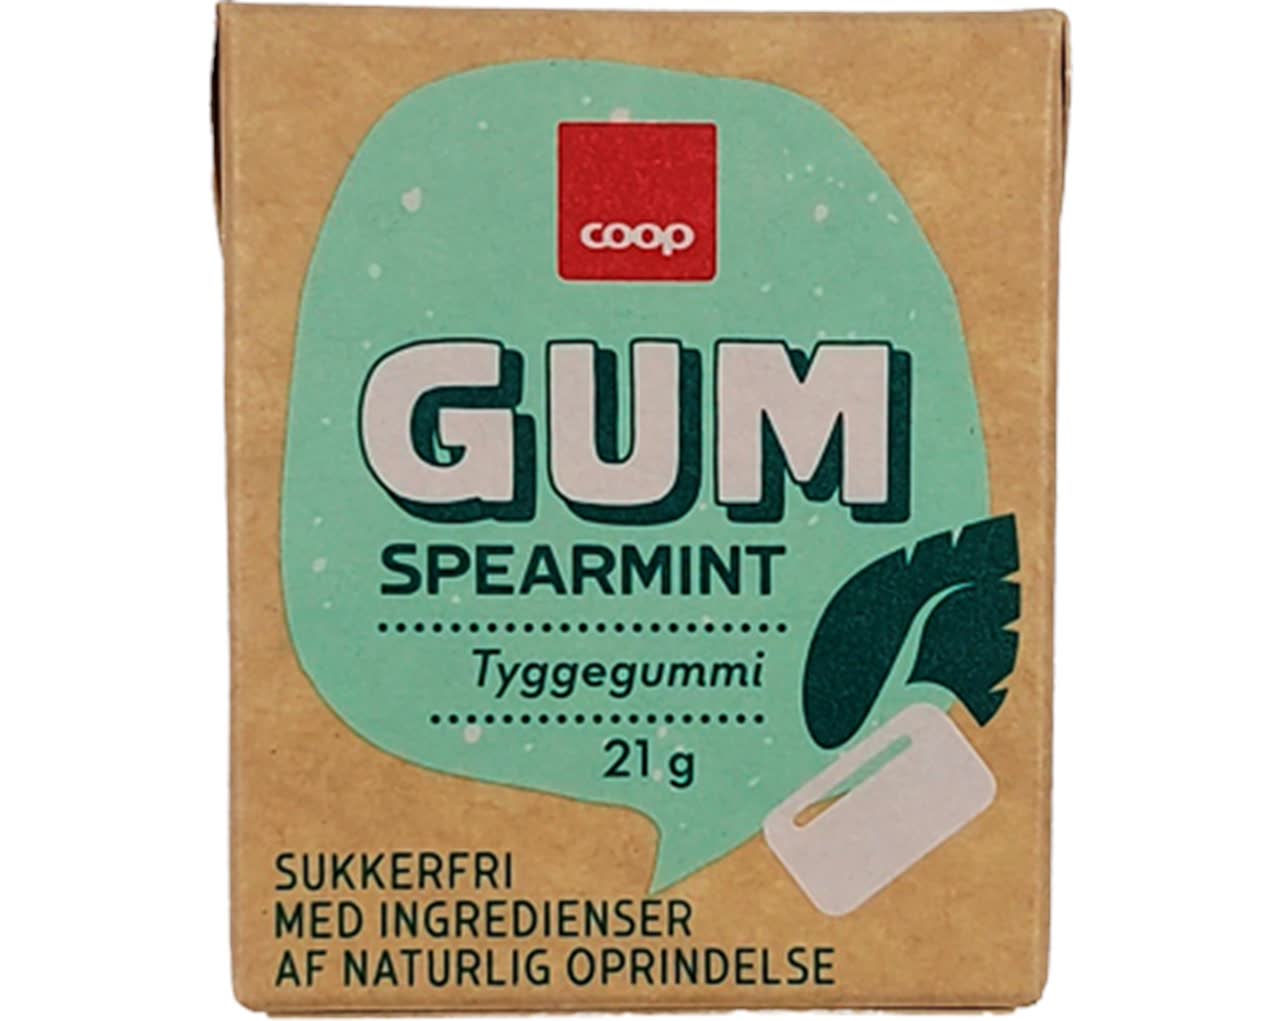 coop
GUM
SPEARMINT
Tyggegummi
21 g
SUKKERFRI
MED INGREDIENSER
AF NATURLIG OPRINDELSE